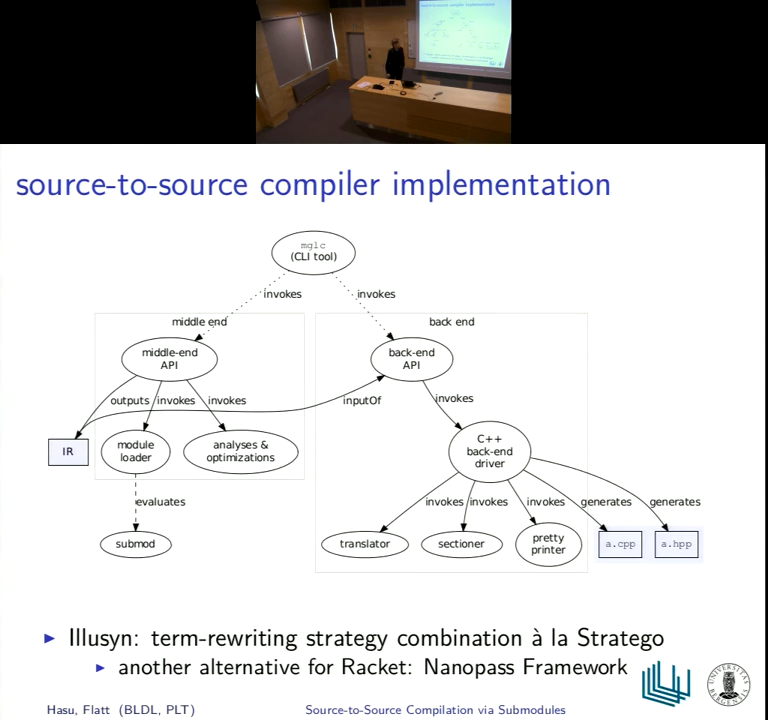 source-to-source compiler implementation
mglc
(CLI tool)
invokes
invokes
middle end
back end
middle-end
API
back-end
API
outputs
invokes
invokes
inputOf
invokes
IR
module
loader
analyses &
optimizations
C++
back-end
driver
evaluates
invokes
invokes
invokes
generates
generates
submod
translator
sectioner
pretty
printer
a.cpp
a.hpp
Illusyn: term-rewriting strategy combination à la Stratego
another alternative for Racket: Nanopass Framework
Hasu, Flatt (BLDL, PLT)
Source-to-Source Compilation via Submodules